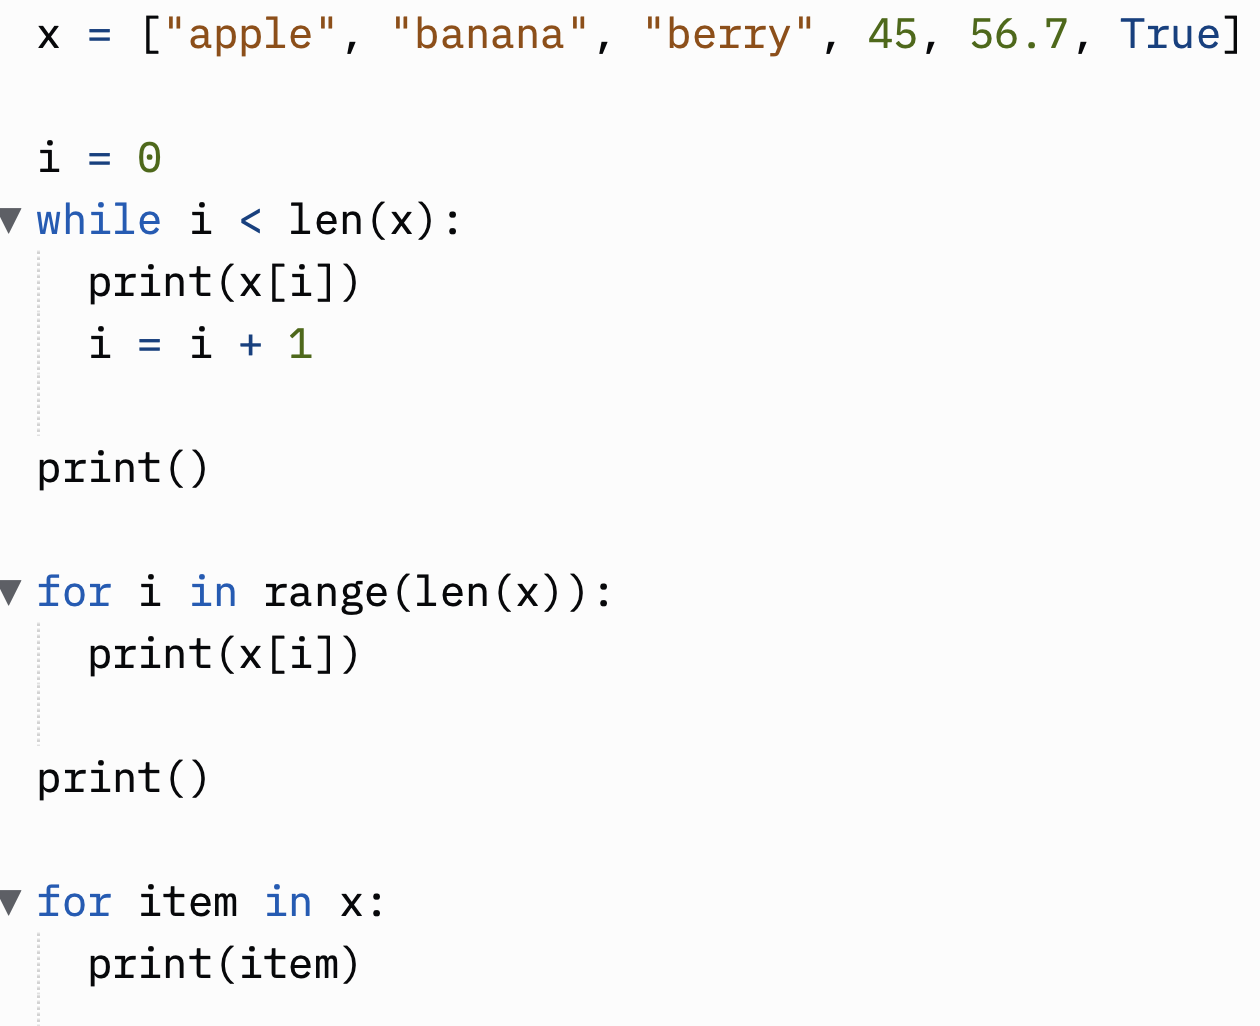 x = ["apple", "banana", "berry", 45, 56.7, True]
i = 0
while i < len(x):
  print(x[i])
  i = i + 1
print()
for i in range(len(x)):
  print(x[i])
print()
for item in x:
  print(item)